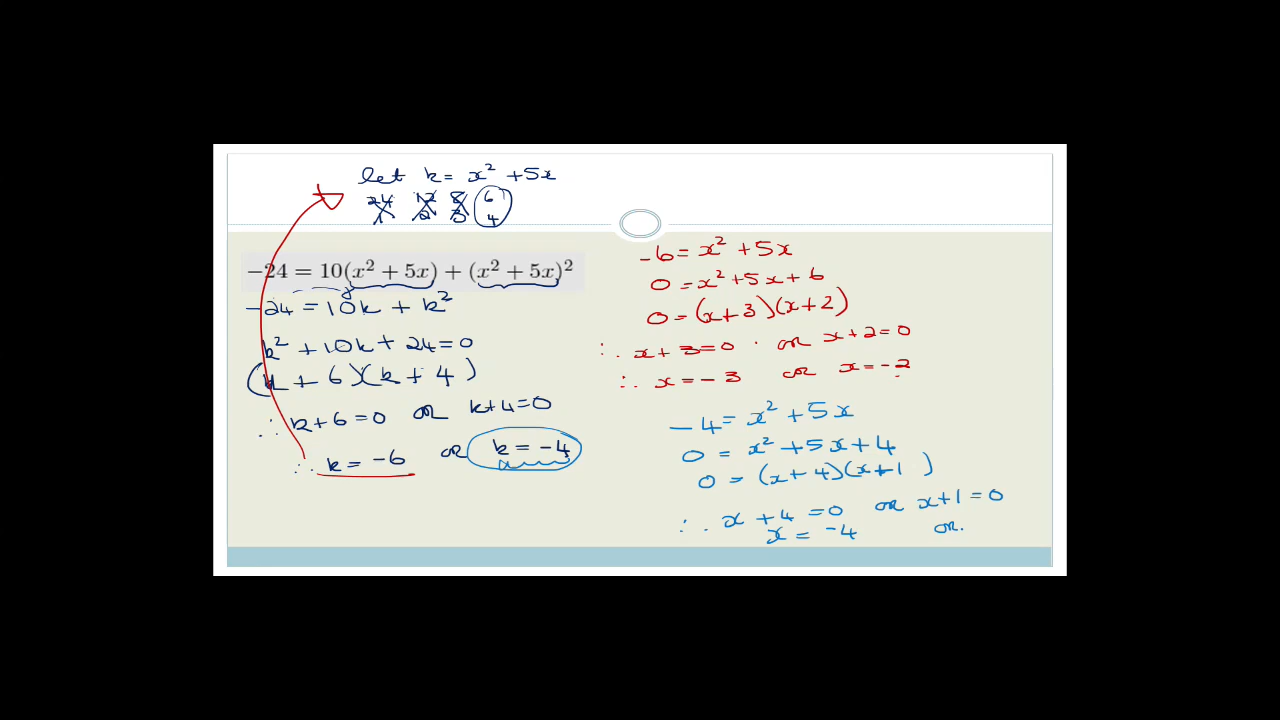 let k = x² + 5x
24 12 8 6
1 2 3 4
−24 = 10(x² + 5x) + (x² + 5x)²
-24 = 10k + k²
k² + 10k + 24 = 0
(k + 6)(k + 4)
∴ k + 6 = 0 or k + 4 = 0
∴ k = -6 or k = -4
-6 = x² + 5x
0 = x² + 5x + 6
0 = (x + 3)(x + 2)
∴ x + 3 = 0 . or x + 2 = 0
∴ x = -3 or x = -2
-4 = x² + 5x
0 = x² + 5x + 4
0 = (x + 4)(x + 1)
∴ x + 4 = 0 or x + 1 = 0
x = -4 or